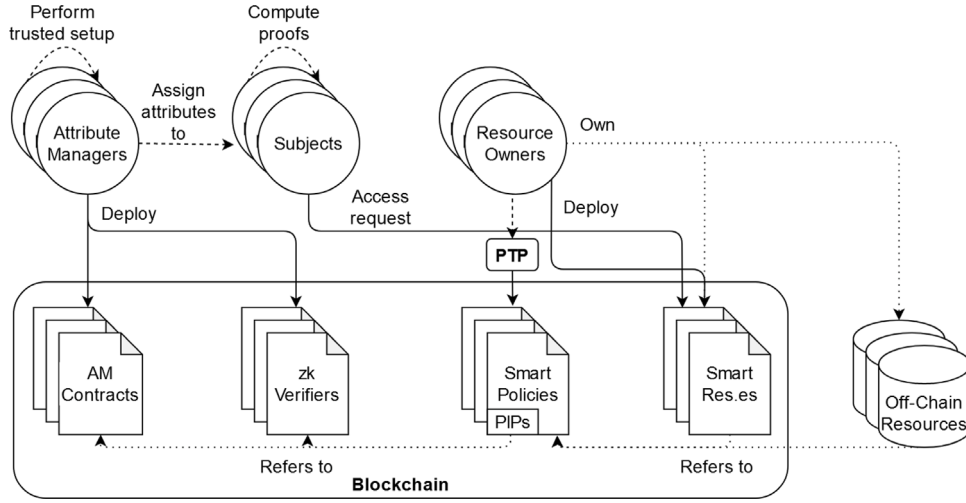 Perform
trusted setup
Compute
proofs
Assign
attributes
to
Attribute
Managers
Subjects
Resource
Owners
Own
Deploy
Access
request
Deploy
PTP
AM
Contracts
zk
Verifiers
Smart
Policies
PIPs
Smart
Res.es
Off-Chain
Resources
Refers to
Refers to
Blockchain